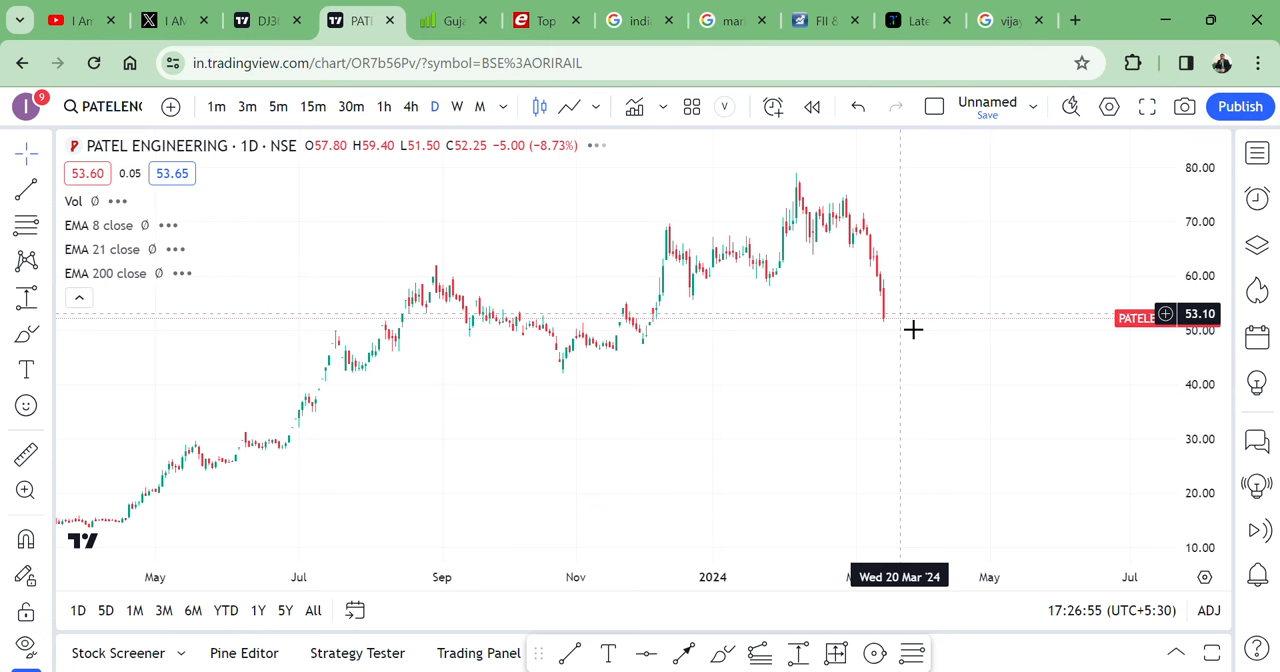 I An
I AN
DJ3
PATI
Guja
Top
indi
mar
FII &
Late
vijay
in.tradingview.com/chart/OR7b56Pv/?symbol=BSE%3AORIRAIL
I 9 PATELENG 1m 3m 5m 15m 30m 1h 4h D W M V Unnamed Save Publish
PATEL ENGINEERING · 1D · NSE O57.80 H59.40 L51.50 C52.25 −5.00 (−8.73%)
53.60 0.05 53.65
Vol
EMA 8 close
EMA 21 close
EMA 200 close
80.00
70.00
60.00
PATELE 53.10
50.00
40.00
30.00
20.00
10.00
May Jul Sep Nov 2024 Wed 20 Mar '24 May Jul
1D 5D 1M 3M 6M YTD 1Y 5Y All 17:26:55 (UTC+5:30) ADJ
Stock Screener Pine Editor Strategy Tester Trading Panel